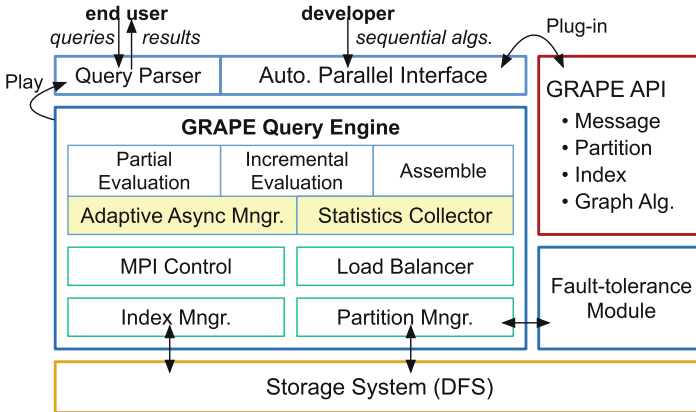 end user
developer
queries
results
sequential algs.
Plug-in
Play
Query Parser
Auto. Parallel Interface
GRAPE API
• Message
• Partition
• Index
• Graph Alg.
GRAPE Query Engine
Partial
Evaluation
Incremental
Evaluation
Assemble
Adaptive Async Mngr.
Statistics Collector
MPI Control
Load Balancer
Index Mngr.
Partition Mngr.
Fault-tolerance
Module
Storage System (DFS)